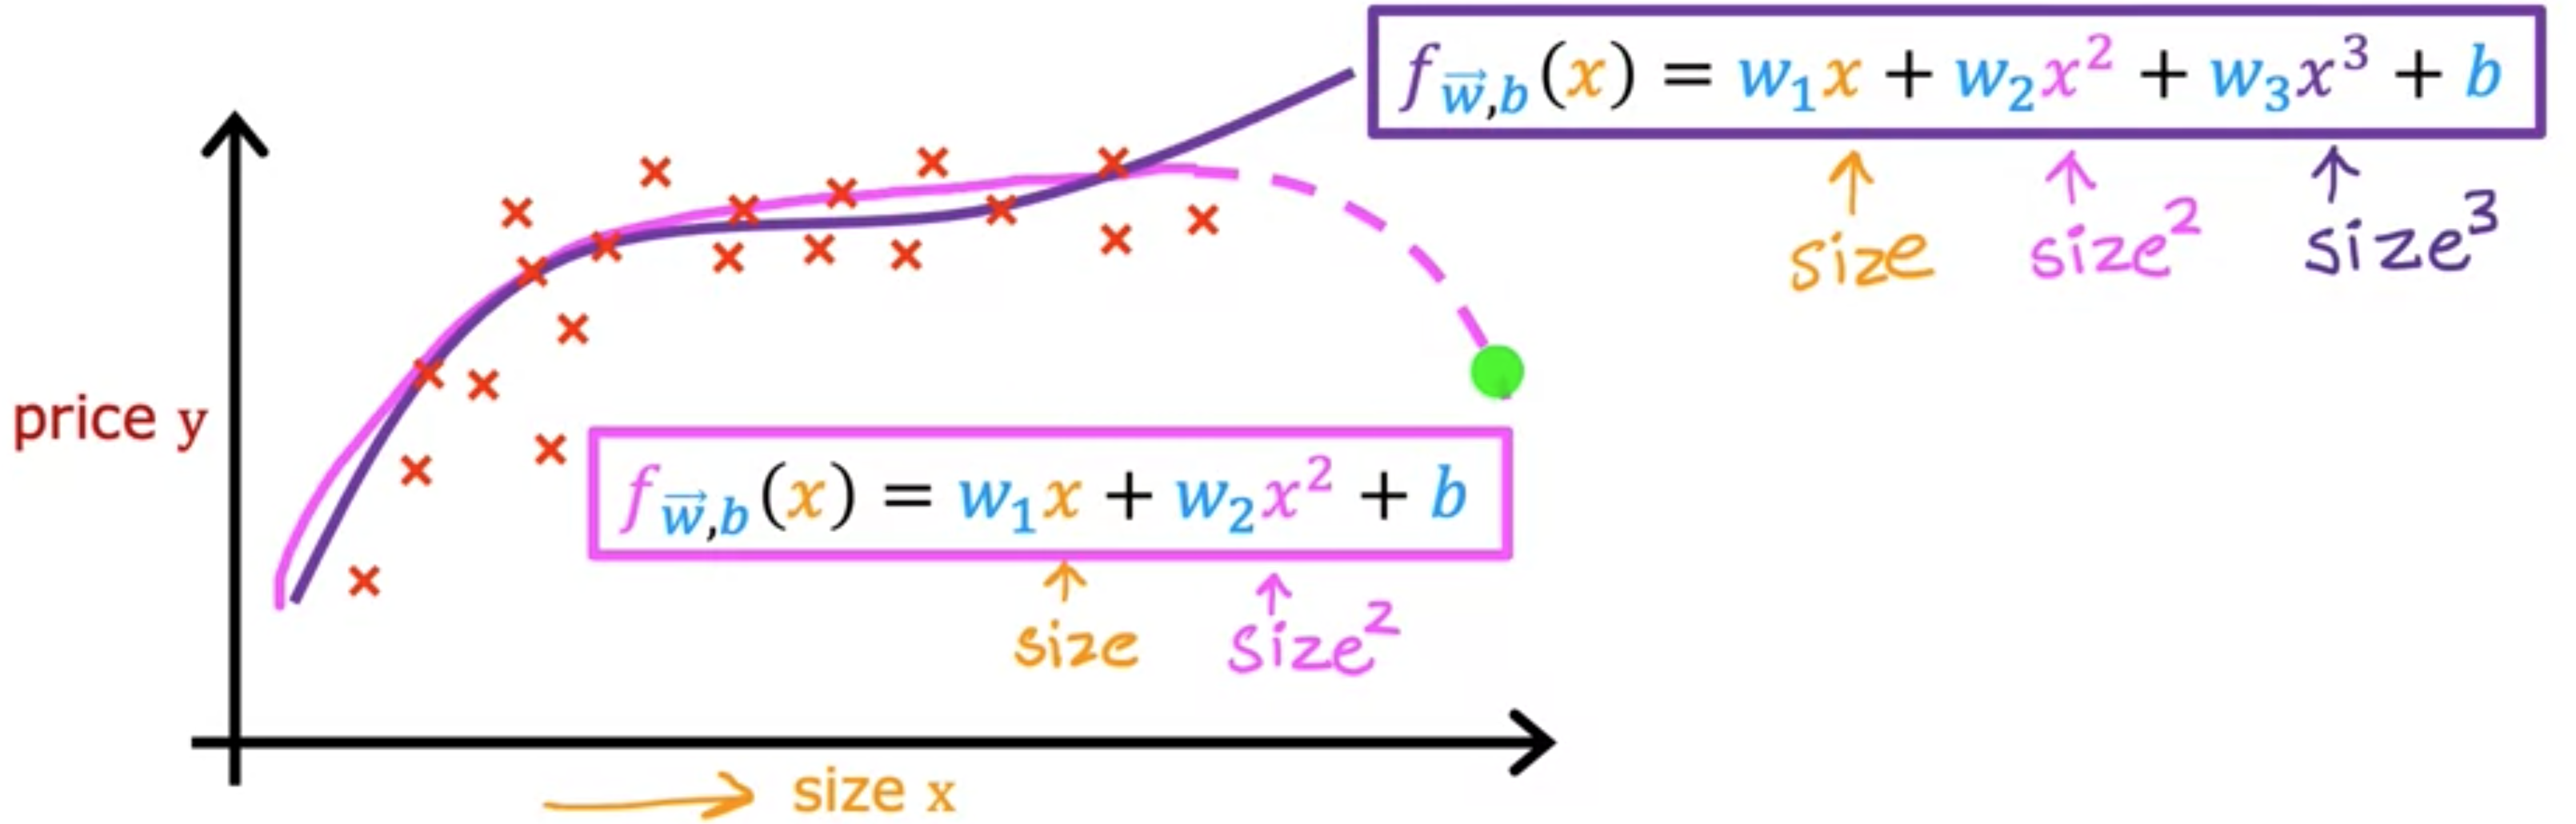 f_{\vec{w},b}(x) = w_1x + w_2x^2 + w_3x^3 + b
size size^2 size^3
price y
f_{\vec{w},b}(x) = w_1x + w_2x^2 + b
size size^2
size x